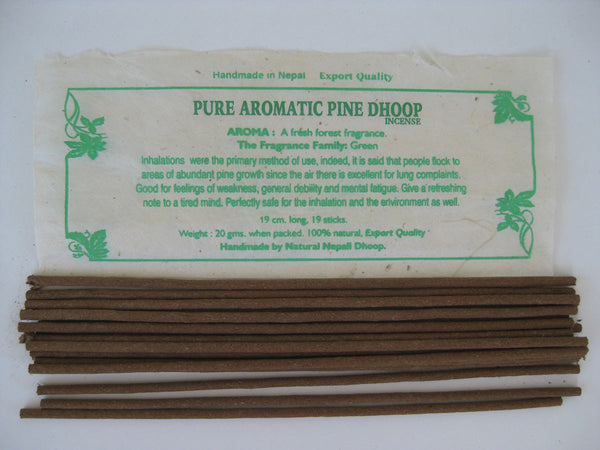 Handmade in Nepal Export Quality
PURE AROMATIC PINE DHOOP
INCENSE
AROMA : A fresh forest fragrance.
The Fragrance Family: Green
Inhalations were the primary method of use, indeed, it is said that people flock to
areas of abundant pine growth since the air there is excellent for lung complaints.
Good for feelings of weakness, general debility and mental fatigue. Give a refreshing
note to a tired mind. Perfectly safe for the inhalation and the environment as well.
19 cm. long, 19 sticks.
Weight : 20 gms. when packed. 100% natural, Export Quality
Handmade by Natural Nepali Dhoop.